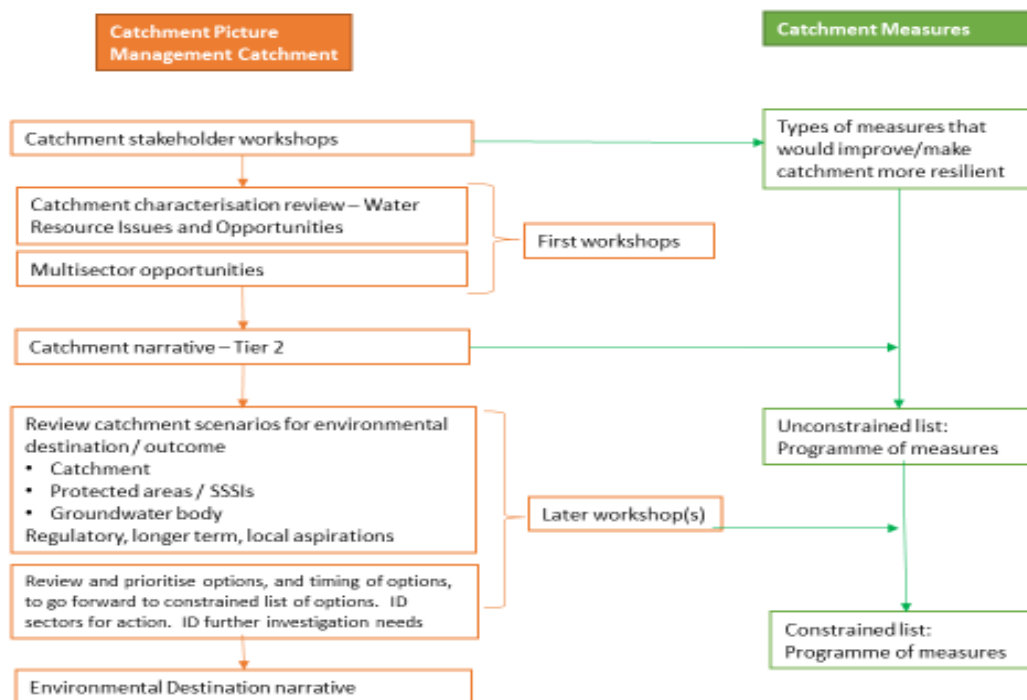 Catchment Picture
Management Catchment
Catchment Measures
Catchment stakeholder workshops
Types of measures that
would improve/make
catchment more resilient
Catchment characterisation review – Water
Resource Issues and Opportunities
Multisector opportunities
First workshops
Catchment narrative – Tier 2
Review catchment scenarios for environmental
destination / outcome
• Catchment
• Protected areas / SSSIs
• Groundwater body
Regulatory, longer term, local aspirations
Unconstrained list:
Programme of measures
Later workshop(s)
Review and prioritise options, and timing of options,
to go forward to constrained list of options. ID
sectors for action. ID further investigation needs
Constrained list:
Programme of measures
Environmental Destination narrative